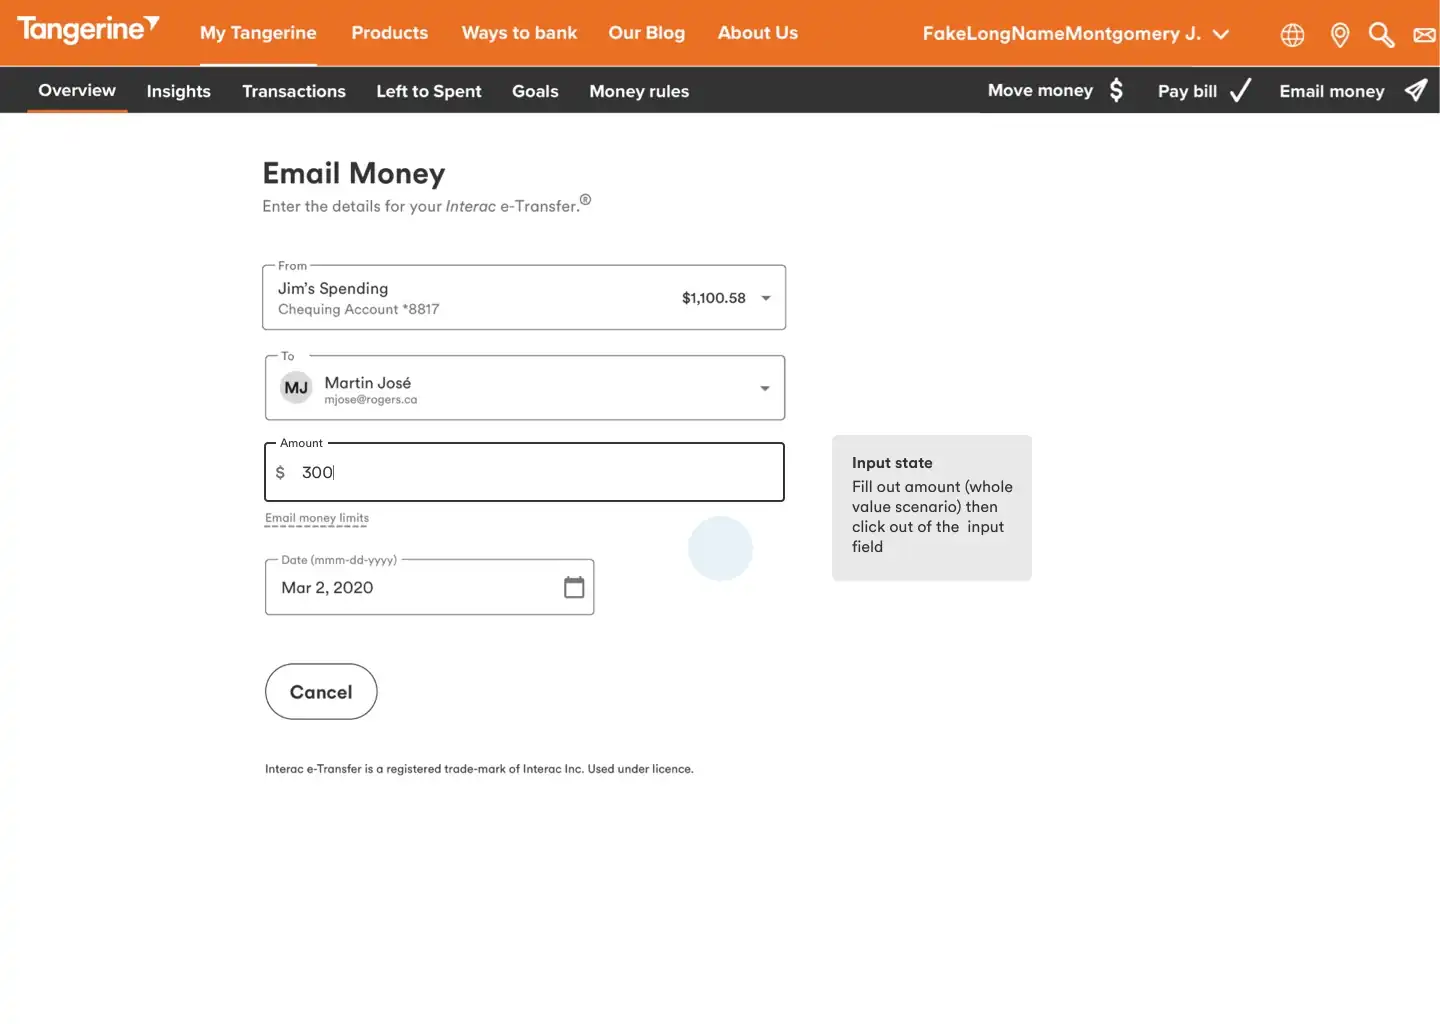 Tangerine
My Tangerine Products Ways to bank Our Blog About Us FakeLongNameMontgomery J.
Overview Insights Transactions Left to Spent Goals Money rules Move money $ Pay bill Email money
Email Money
Enter the details for your Interac e-Transfer.®
From
Jim’s Spending
Chequing Account *8817
$1,100.58
To
MJ
Martin José
mjose@rogers.ca
Amount
$ 300
Email money limits
Input state
Fill out amount (whole
value scenario) then
click out of the input
field
Date (mmm-dd-yyyy)
Mar 2, 2020
Cancel
Interac e-Transfer is a registered trade-mark of Interac Inc. Used under licence.